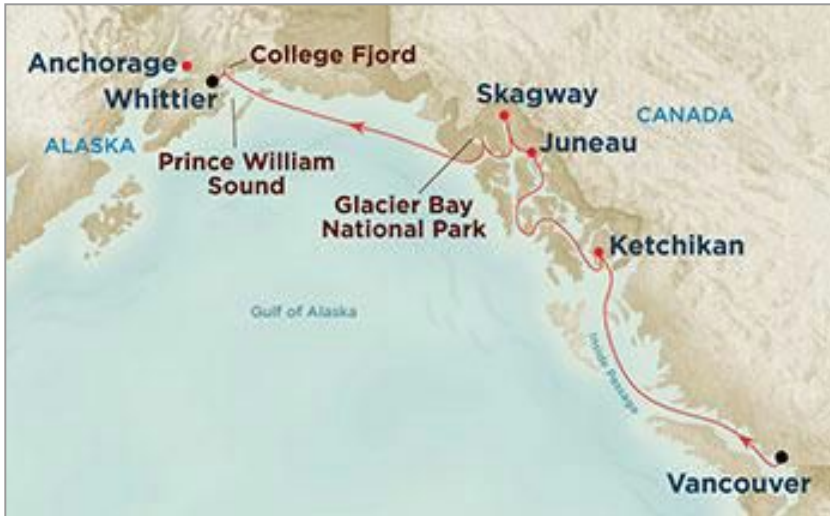 College Fjord
Anchorage
Whittier
Skagway
CANADA
ALASKA
Juneau
Prince William
Sound
Glacier Bay
National Park
Ketchikan
Gulf of Alaska
Inside Passage
Vancouver